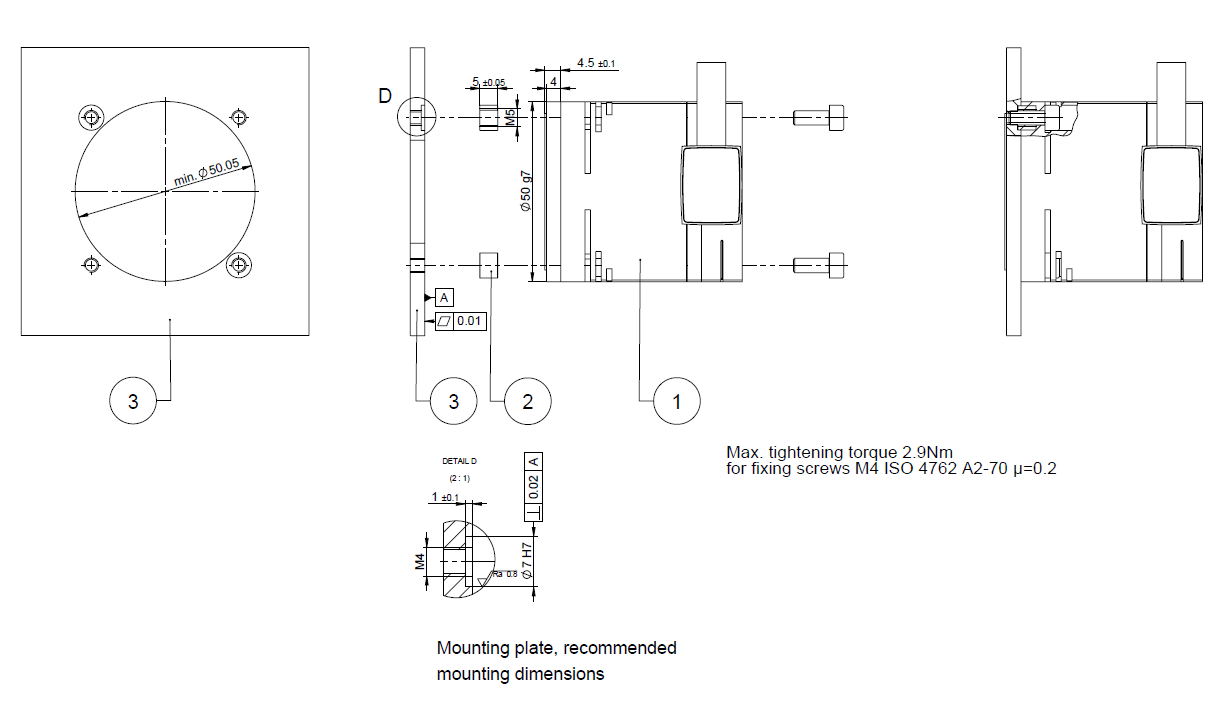 min. Ø50.05
3
D
5 ±0.05
M5
4.5 ±0.1
4
Ø50 g7
A
0.01
3
2
1
Max. tightening torque 2.9Nm
for fixing screws M4 ISO 4762 A2-70 μ=0.2
DETAIL D
(2 : 1)
1 ±0.1
M4
Ra 0.8
Ø7 H7
⊥ 0.02 A
Mounting plate, recommended
mounting dimensions